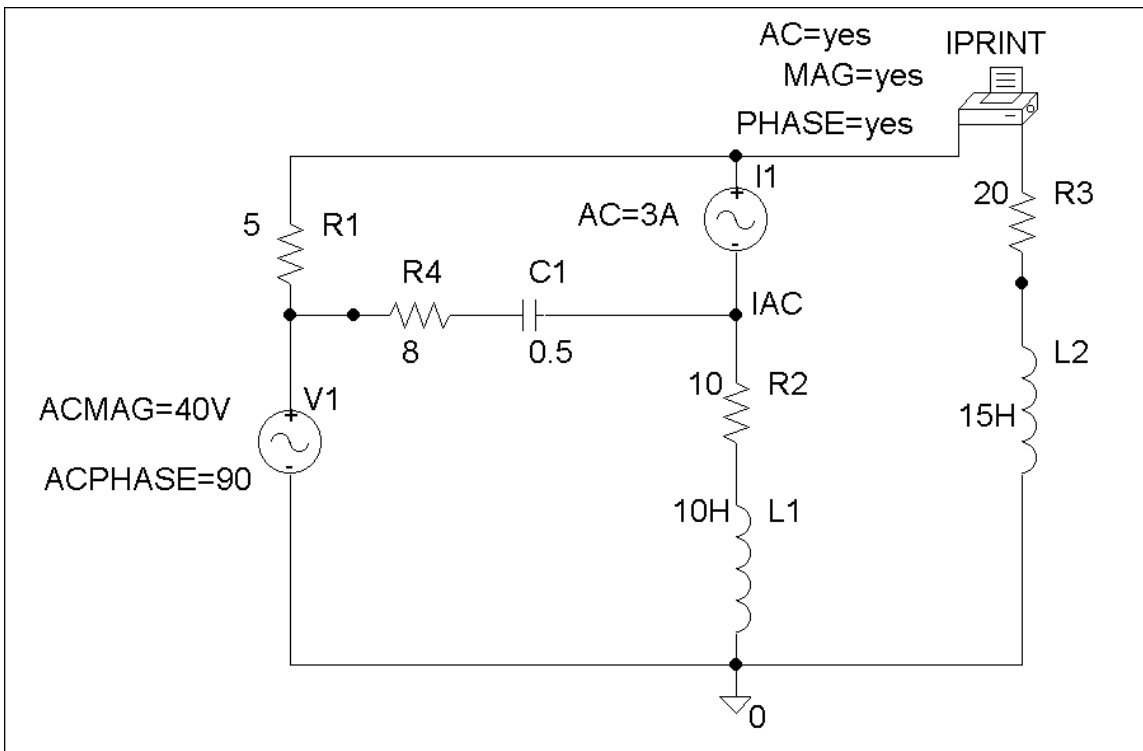 AC=yes
IPRINT
MAG=yes
PHASE=yes
+
I1
AC=3A
-
20
R3
5
R1
R4
C1
IAC
8
0.5
L2
10
R2
ACMAG=40V
+
V1
15H
-
ACPHASE=90
10H
L1
0